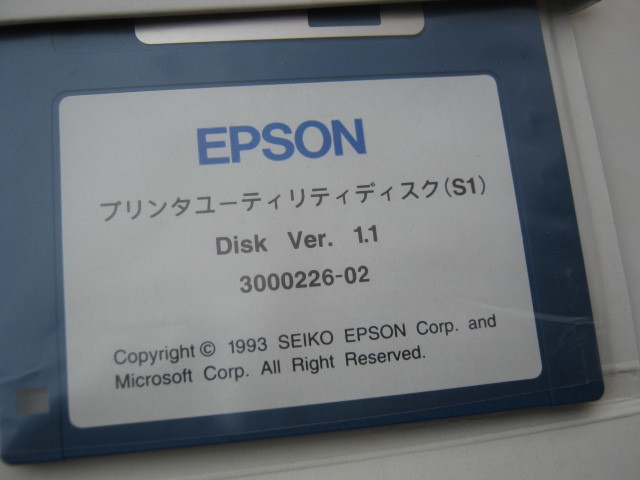 EPSON
プリンタユーティリティディスク(S1)
Disk Ver. 1.1
3000226-02
Copyright © 1993 SEIKO EPSON Corp. and
Microsoft Corp. All Right Reserved.